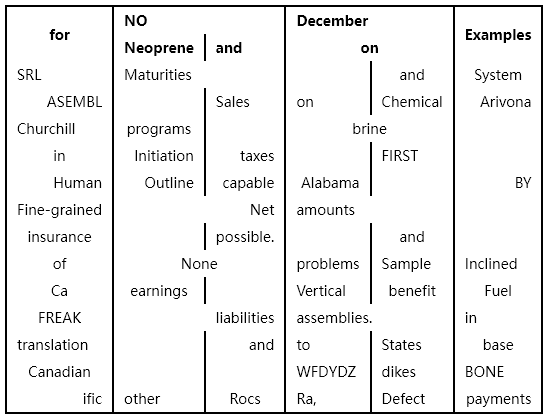 for NO December Examples
Neoprene and on
SRL Maturities and System
ASEMBL Sales on Chemical Arivona
Churchill programs brine
in Initiation taxes FIRST
Human Outline capable Alabama BY
Fine-grained Net amounts
insurance possible. and
of None problems Sample Inclined
Ca earnings Vertical benefit Fuel
FREAK liabilities assemblies. in
translation and to States base
Canadian WFDYDZ dikes BONE
ific other Rocs Ra, Defect payments